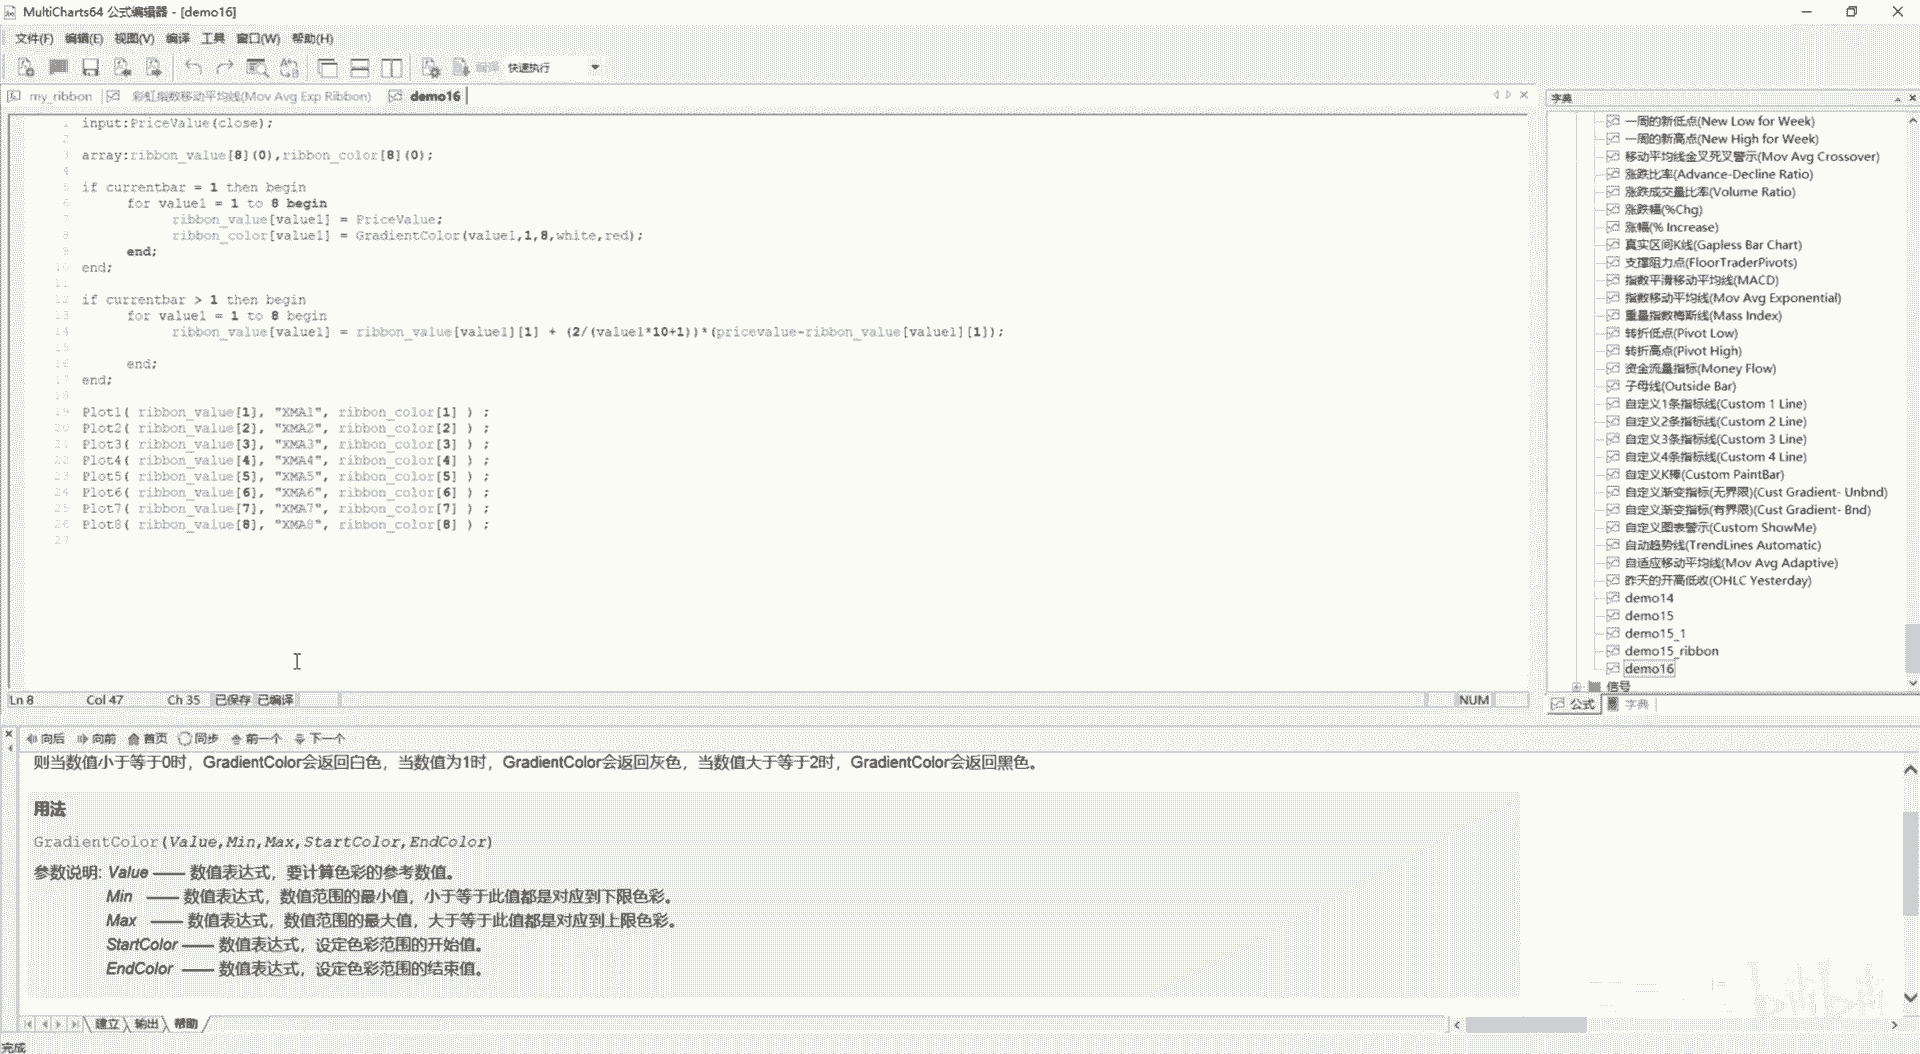 MultiCharts64 公式编辑器 - [demo16]
文件(F) 编辑(E) 视图(V) 编译 工具 窗口(W) 帮助(H)
编译 快速执行
my_ribbon 彩虹指数移动平均线(Mov Avg Exp Ribbon) demo16
1 input:PriceValue(close);
2
3 array:ribbon_value[8](0),ribbon_color[8](0);
4
5 if currentbar = 1 then begin
6 for value1 = 1 to 8 begin
7 ribbon_value[value1] = PriceValue;
8 ribbon_color[value1] = GradientColor(value1,1,8,white,red);
9 end;
10 end;
11
12 if currentbar > 1 then begin
13 for value1 = 1 to 8 begin
14 ribbon_value[value1] = ribbon_value[value1][1] + (2/(value1*10+1))*(pricevalue-ribbon_value[value1][1]);
15
16 end;
17 end;
18
19 Plot1( ribbon_value[1], "XMA1", ribbon_color[1] ) ;
20 Plot2( ribbon_value[2], "XMA2", ribbon_color[2] ) ;
21 Plot3( ribbon_value[3], "XMA3", ribbon_color[3] ) ;
22 Plot4( ribbon_value[4], "XMA4", ribbon_color[4] ) ;
23 Plot5( ribbon_value[5], "XMA5", ribbon_color[5] ) ;
24 Plot6( ribbon_value[6], "XMA6", ribbon_color[6] ) ;
25 Plot7( ribbon_value[7], "XMA7", ribbon_color[7] ) ;
26 Plot8( ribbon_value[8], "XMA8", ribbon_color[8] ) ;
27
Ln 8 Col 47 Ch 35 已保存 已编译 NUM
字典
一周的新低点(New Low for Week)
一周的新高点(New High for Week)
移动平均线金叉死叉警示(Mov Avg Crossover)
涨跌比率(Advance-Decline Ratio)
涨跌成交量比率(Volume Ratio)
涨跌幅(%Chg)
涨幅(% Increase)
真实区间K线(Gapless Bar Chart)
支撑阻力点(FloorTraderPivots)
指数平滑移动平均线(MACD)
指数移动平均线(Mov Avg Exponential)
重量指数梅斯线(Mass Index)
转折低点(Pivot Low)
转折高点(Pivot High)
资金流量指标(Money Flow)
子母线(Outside Bar)
自定义1条指标线(Custom 1 Line)
自定义2条指标线(Custom 2 Line)
自定义3条指标线(Custom 3 Line)
自定义4条指标线(Custom 4 Line)
自定义K棒(Custom PaintBar)
自定义渐变指标(无界限)(Cust Gradient- Unbnd)
自定义渐变指标(有界限)(Cust Gradient- Bnd)
自定义图表警示(Custom ShowMe)
自动趋势线(TrendLines Automatic)
自适应移动平均线(Mov Avg Adaptive)
昨天的开高低收(OHLC Yesterday)
demo14
demo15
demo15_1
demo15_ribbon
demo16
信号
公式 字典
向后 向前 首页 同步 前一个 下一个
则当数值小于等于0时，GradientColor会返回白色，当数值为1时，GradientColor会返回灰色，当数值大于等于2时，GradientColor会返回黑色。
用法
GradientColor(Value,Min,Max,StartColor,EndColor)
参数说明: Value —— 数值表达式，要计算色彩的参考数值。
Min —— 数值表达式，数值范围的最小值，小于等于此值都是对应到下限色彩。
Max —— 数值表达式，数值范围的最大值，大于等于此值都是对应到上限色彩。
StartColor —— 数值表达式，设定色彩范围的开始值。
EndColor —— 数值表达式，设定色彩范围的结束值。
bilibili
建立 输出 帮助
完成